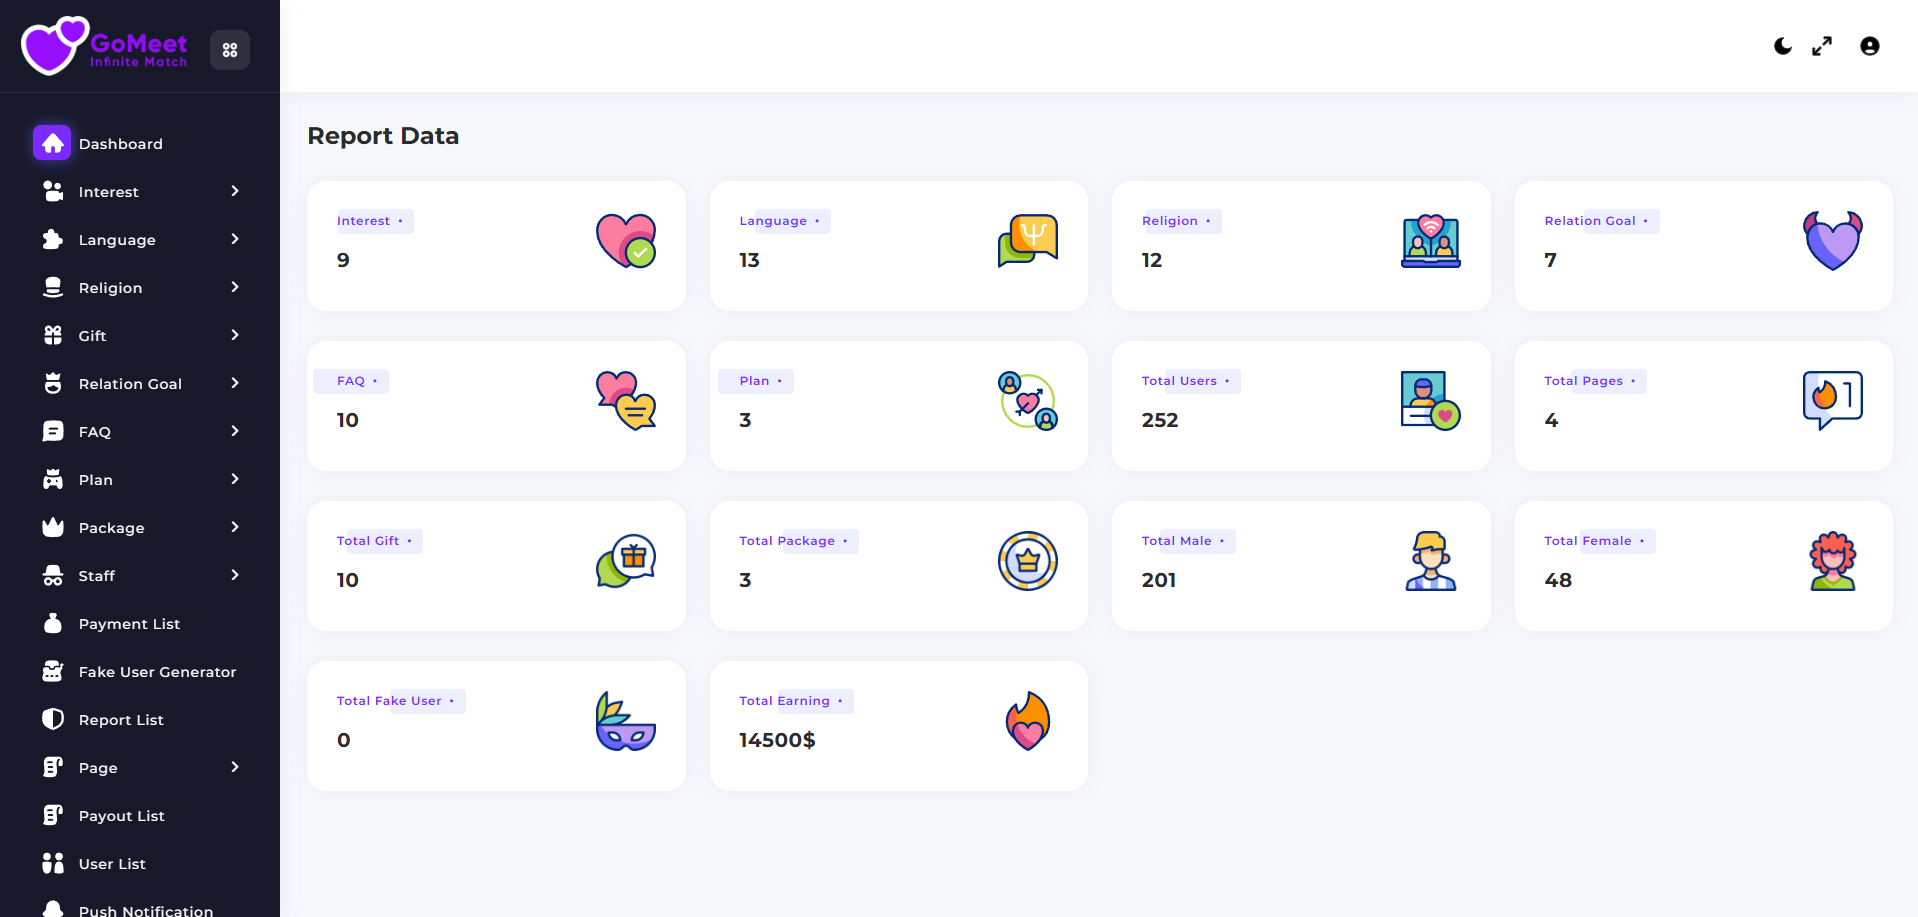 GoMeet
Infinite Match
Dashboard
Interest
Language
Religion
Gift
Relation Goal
FAQ
Plan
Package
Staff
Payment List
Fake User Generator
Report List
Page
Payout List
User List
Push Notification
Report Data
Interest •
9
Language •
13
Religion •
12
Relation Goal •
7
FAQ •
10
Plan •
3
Total Users •
252
Total Pages •
4
Total Gift •
10
Total Package •
3
Total Male •
201
Total Female •
48
Total Fake User •
0
Total Earning •
14500$